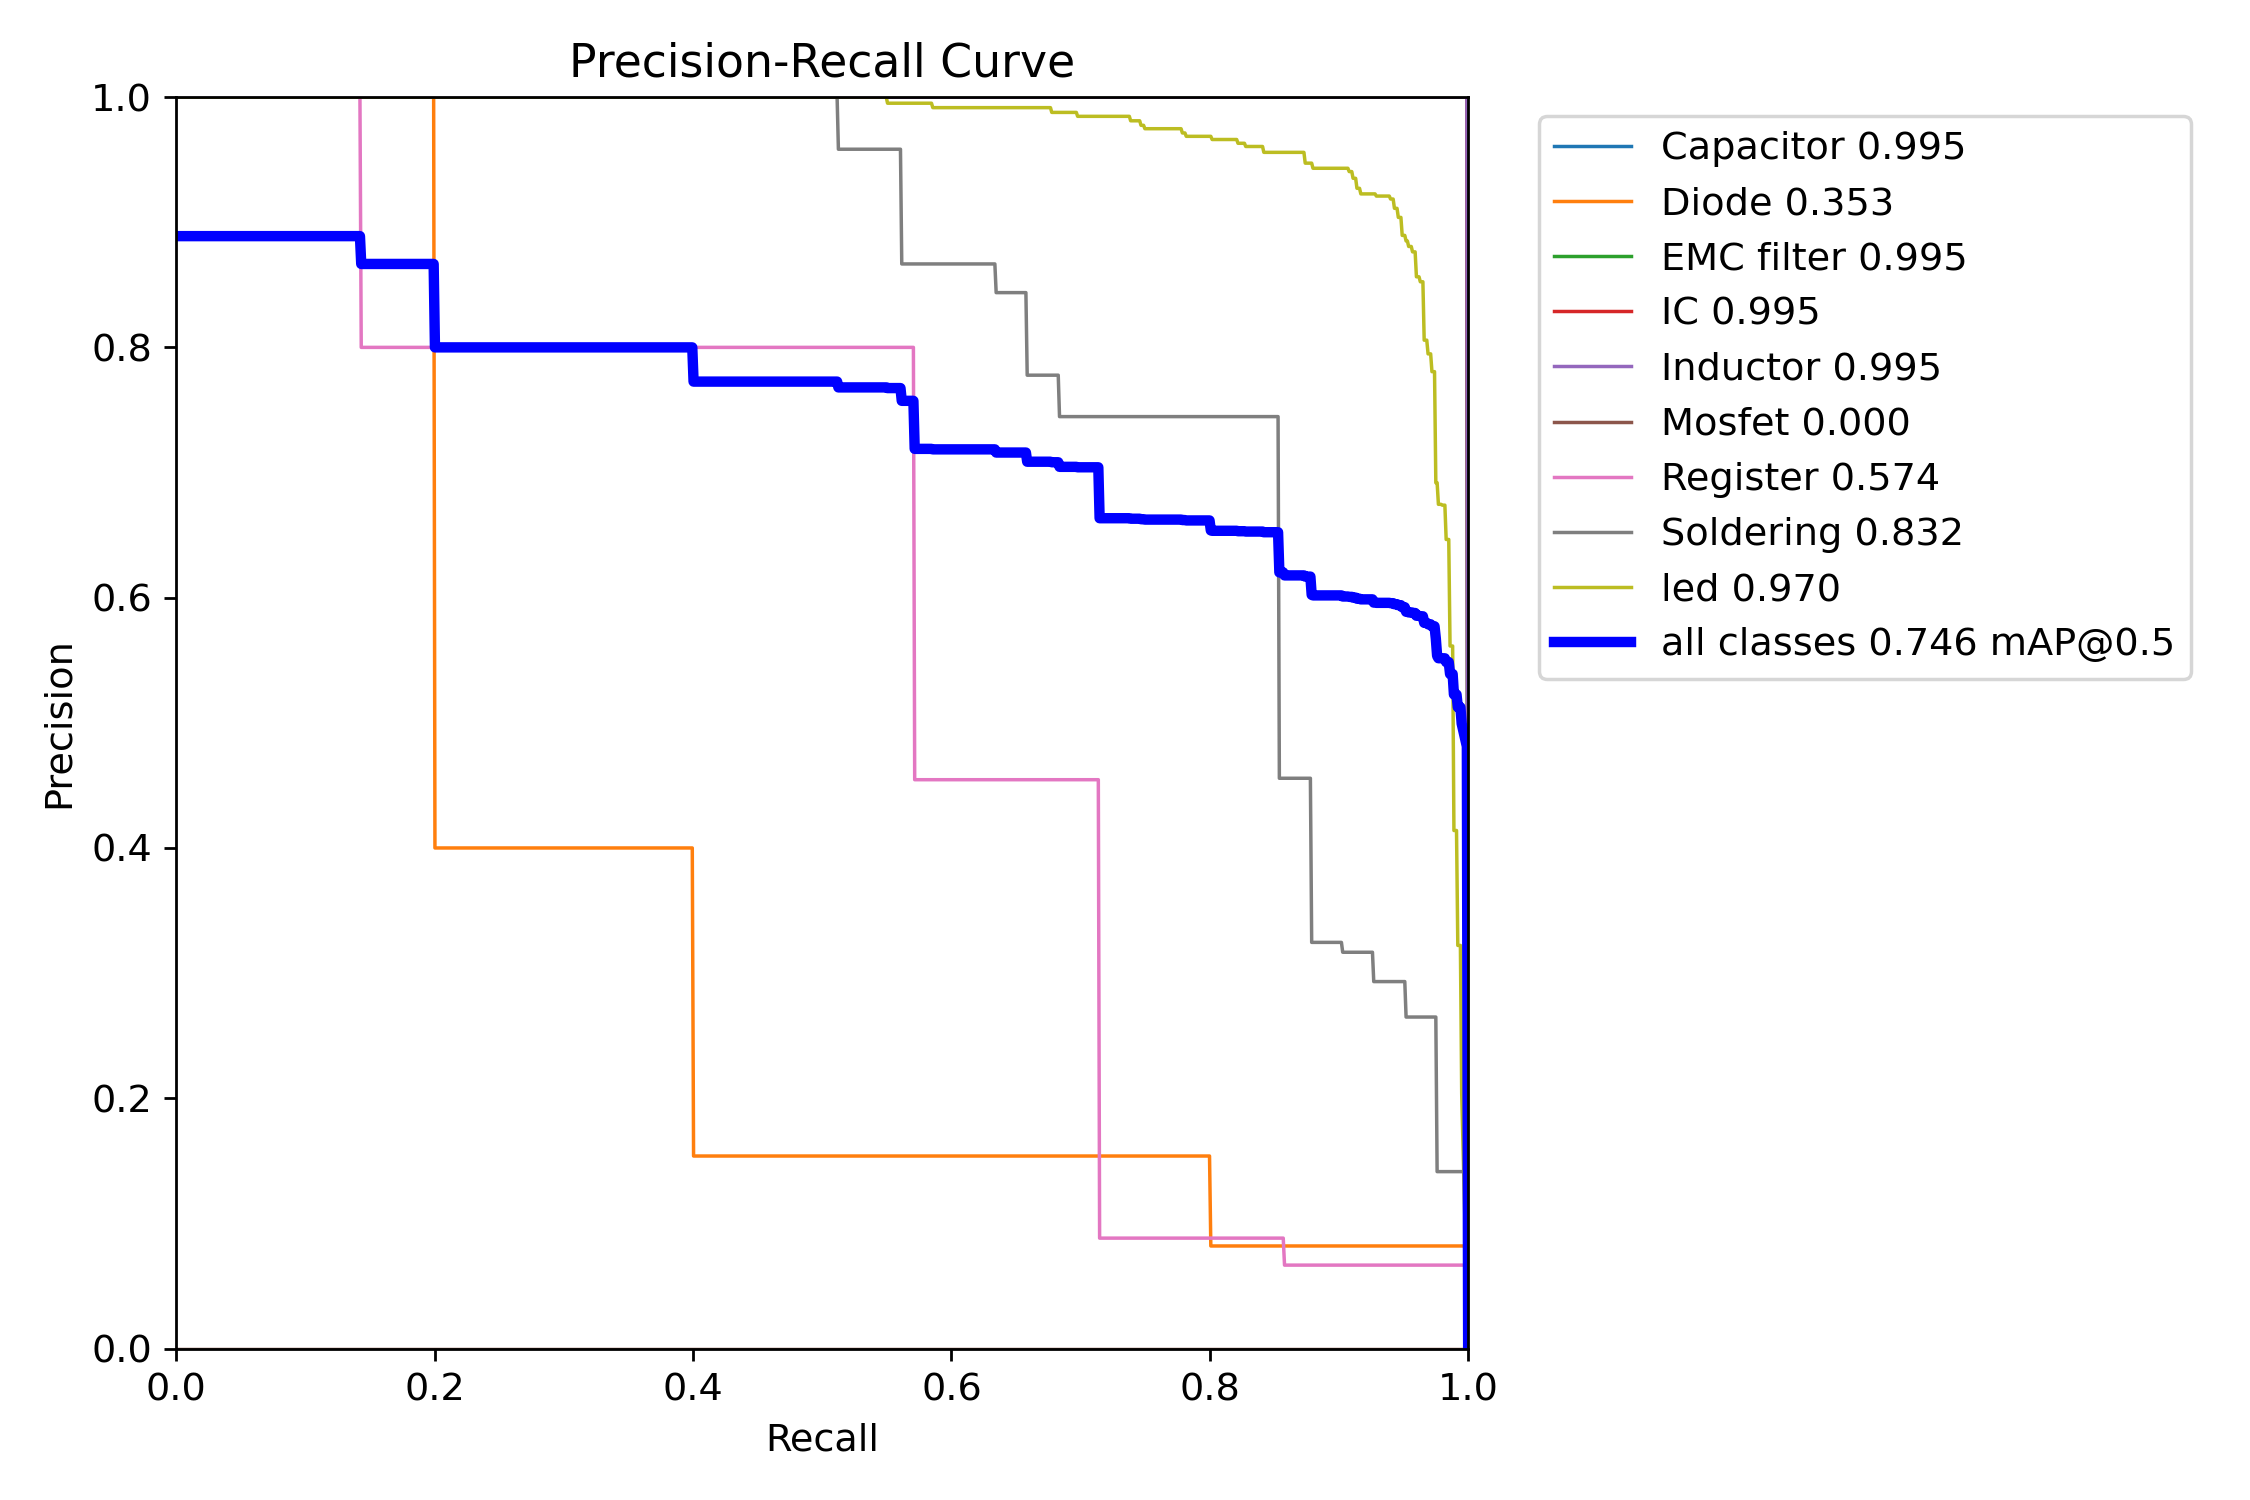 Precision-Recall Curve
1.0
0.8
0.6
0.4
0.2
0.0
Precision
0.0 0.2 0.4 0.6 0.8 1.0
Recall
Capacitor 0.995
Diode 0.353
EMC filter 0.995
IC 0.995
Inductor 0.995
Mosfet 0.000
Register 0.574
Soldering 0.832
led 0.970
all classes 0.746 mAP@0.5